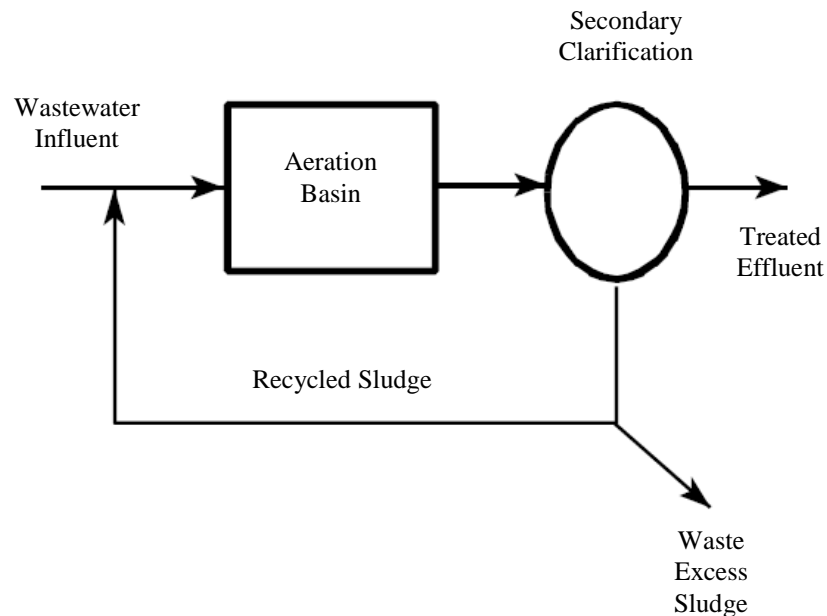 Secondary
Clarification
Wastewater
Influent
Aeration
Basin
Treated
Effluent
Recycled Sludge
Waste
Excess
Sludge